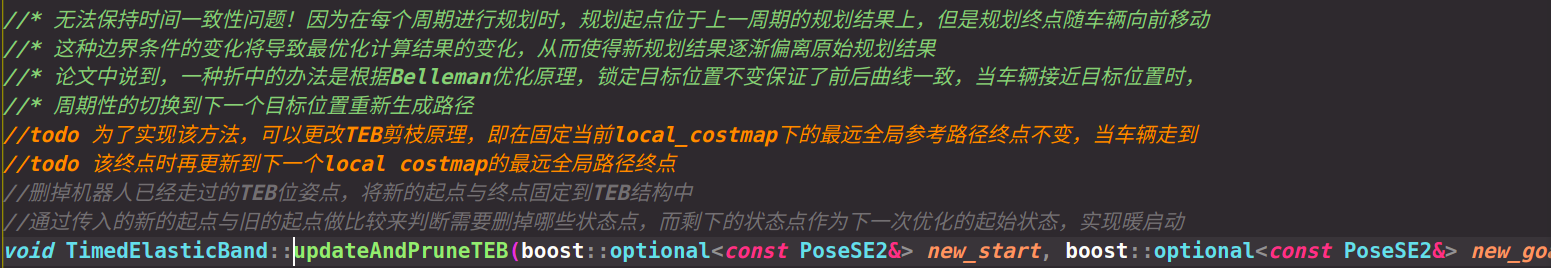 //* 无法保持时间一致性问题！因为在每个周期进行规划时，规划起点位于上一周期的规划结果上，但是规划终点随车辆向前移动
//* 这种边界条件的变化将导致最优化计算结果的变化，从而使得新规划结果逐渐偏离原始规划结果
//* 论文中说到，一种折中的办法是根据Belleman优化原理，锁定目标位置不变保证了前后曲线一致，当车辆接近目标位置时，
//* 周期性的切换到下一个目标位置重新生成路径
//todo 为了实现该方法，可以更改TEB剪枝原理，即在固定当前local_costmap下的最远全局参考路径终点不变，当车辆走到
//todo 该终点时再更新到下一个local costmap的最远全局路径终点
//删掉机器人已经走过的TEB位姿点，将新的起点与终点固定到TEB结构中
//通过传入的新的起点与旧的起点做比较来判断需要删掉哪些状态点，而剩下的状态点作为下一次优化的起始状态，实现暖启动
void TimedElasticBand::updateAndPruneTEB(boost::optional<const PoseSE2&> new_start, boost::optional<const PoseSE2&> new_go